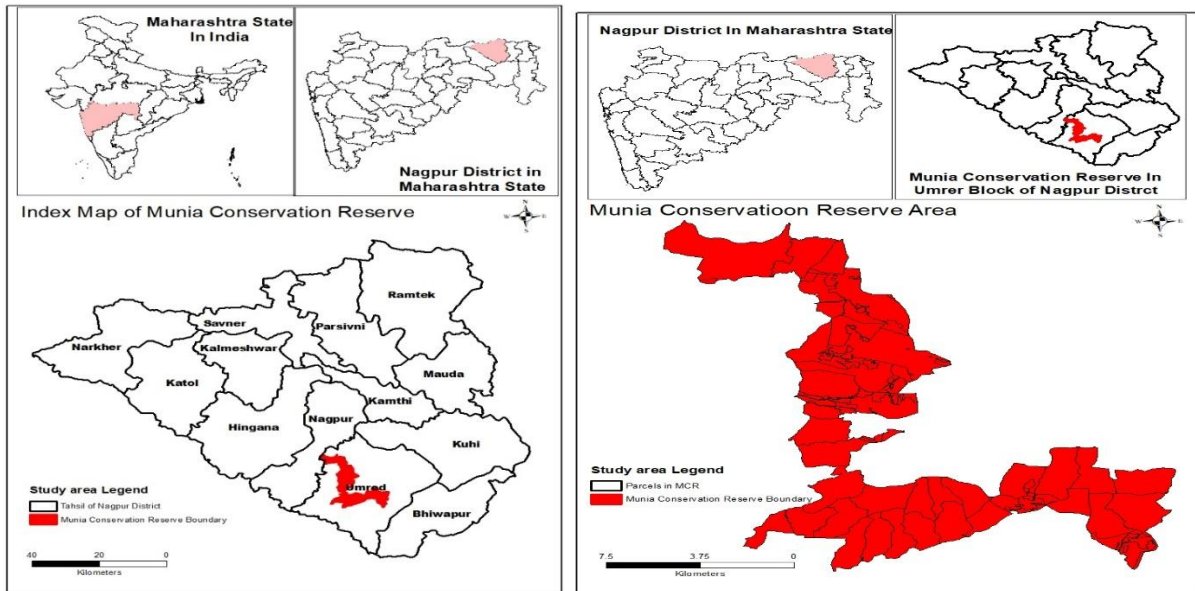 Maharashtra State
In India
Nagpur District in
Maharashtra State
Index Map of Munia Conservation Reserve
N
W E
S
Ramtek
Savner
Parsivni
Narkher
Kalmeshwar
Mauda
Katol
Kamthi
Nagpur
Hingana
Kuhi
Umred
Bhiwapur
Study area Legend
Tahsil of Nagpur District
Munia Conservation Reserve Boundary
40 20 0
Kilometers
Nagpur District In Maharashtra State
Munia Conservation Reserve In
Umrer Block of Nagpur Distrct
Munia Conservatioon Reserve Area
N
W E
S
Study area Legend
Parcels in MCR
Munia Conservation Reserve Boundary
7.5 3.75 0
Kilometers